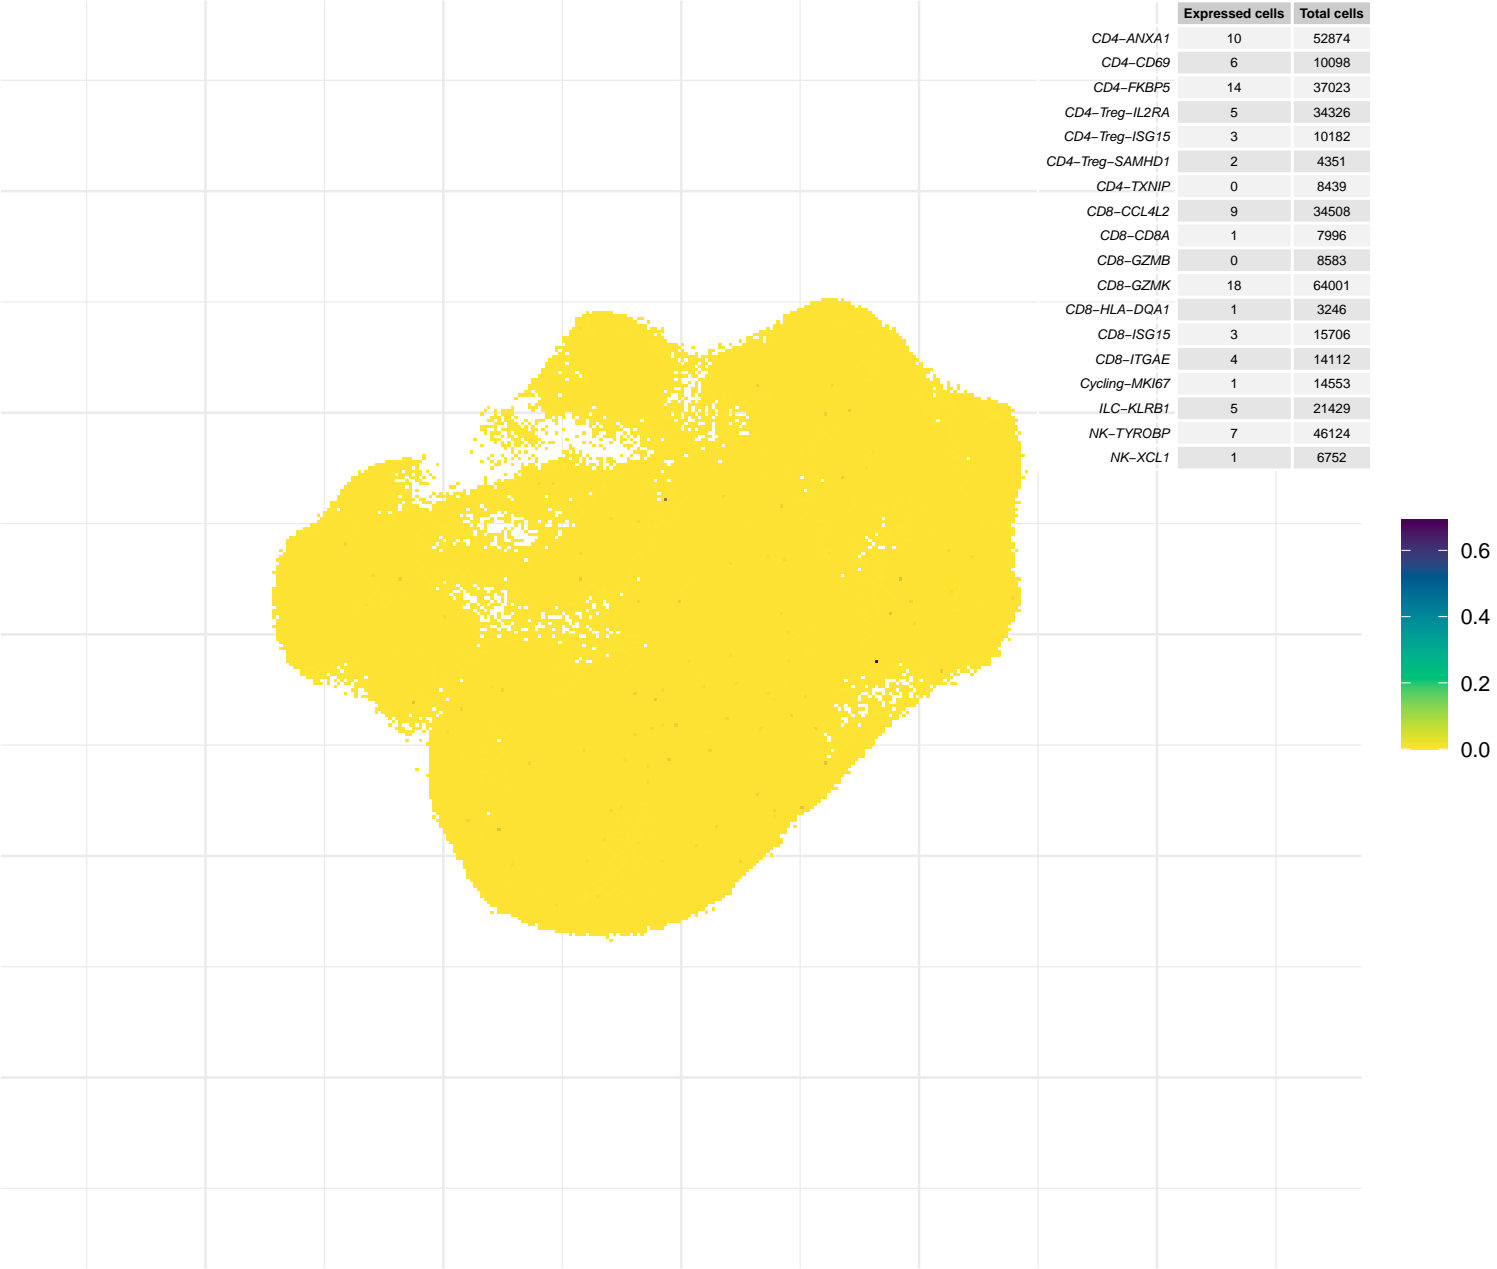 Expressed cells Total cells
CD4−ANXA1 10 52874
CD4−CD69 6 10098
CD4−FKBP5 14 37023
CD4−Treg−IL2RA 5 34326
CD4−Treg−ISG15 3 10182
CD4−Treg−SAMHD1 2 4351
CD4−TXNIP 0 8439
CD8−CCL4L2 9 34508
CD8−CD8A 1 7996
CD8−GZMB 0 8583
CD8−GZMK 18 64001
CD8−HLA−DQA1 1 3246
CD8−ISG15 3 15706
CD8−ITGAE 4 14112
Cycling−MKI67 1 14553
ILC−KLRB1 5 21429
NK−TYROBP 7 46124
NK−XCL1 1 6752
0.6
0.4
0.2
0.0